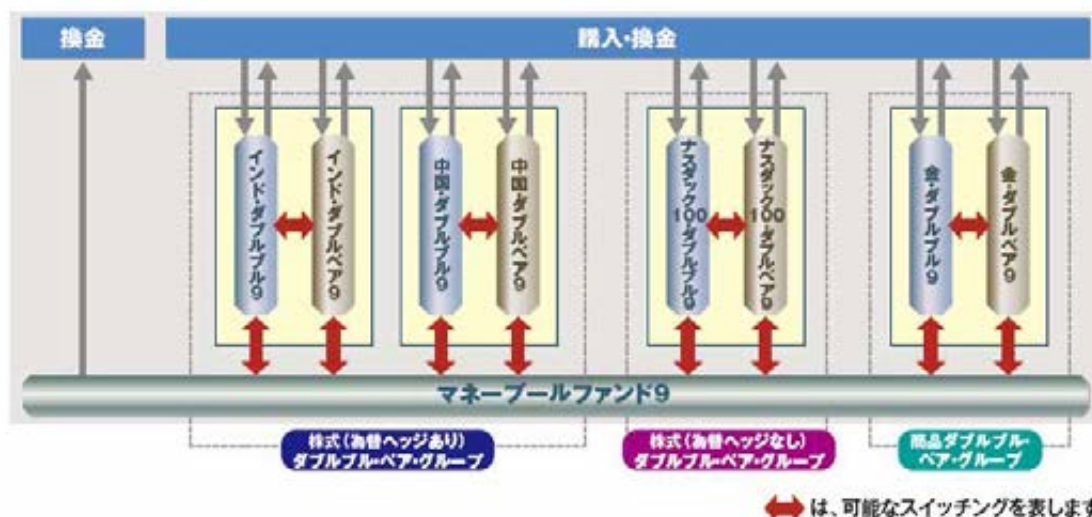 換金
購入・換金
インド・ダブルブル9
インド・ダブルベア9
中国・ダブルブル9
中国・ダブルベア9
ナスダック100・ダブルブル9
ナスダック100・ダブルベア9
金・ダブルブル9
金・ダブルベア9
マネープールファンド9
株式(為替ヘッジあり)
ダブルブル・ベア・グループ
株式(為替ヘッジなし)
ダブルブル・ベア・グループ
商品ダブルブル・
ベア・グループ
は、可能なスイッチングを表します